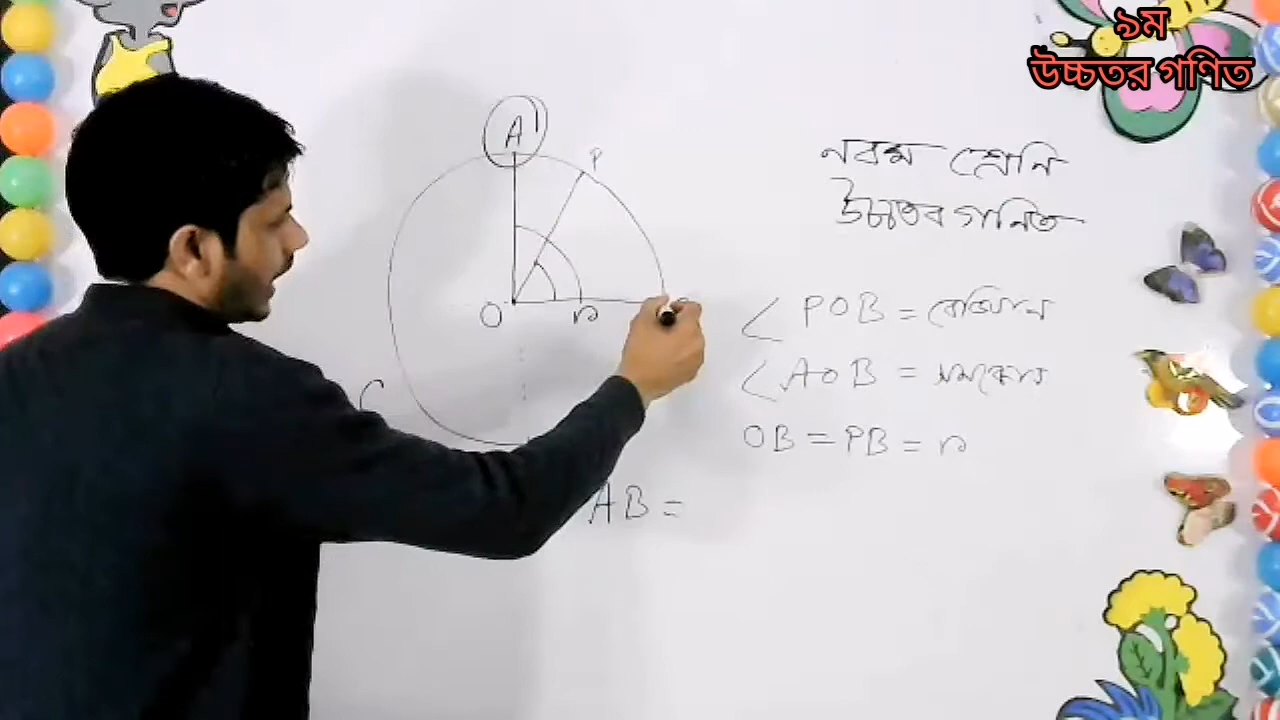 ৯ম
উচ্চতর গণিত
নবম শ্রেনি
উচ্চতর গণিত
A
P
O
r
C
∠POB = রেডিয়ান
∠AOB = সমকোন
OB = PB = r
AB =